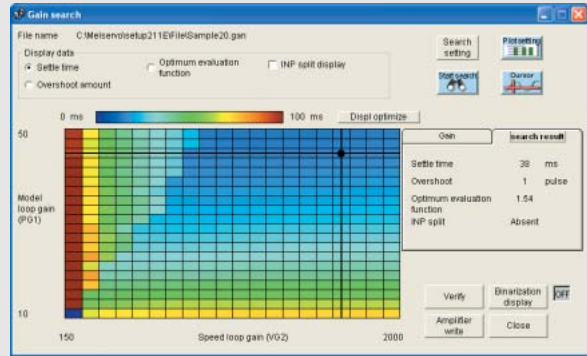 Gain search
File name C:\Melservo\setup211E\File\Sample20.gan
Display data
Settle time
Optimum evaluation function
INP split display
Overshoot amount
Search setting
Plot setting
Start search
Cursor
0 ms
100 ms
Displ optimize
50
Model loop gain (PG1)
10
150
Speed loop gain (VG2)
2000
Gain
search result
Settle time 38 ms
Overshoot 1 pulse
Optimum evaluation function 1.54
INP split Absent
Verify
Binarization display
OFF
Amplifier write
Close